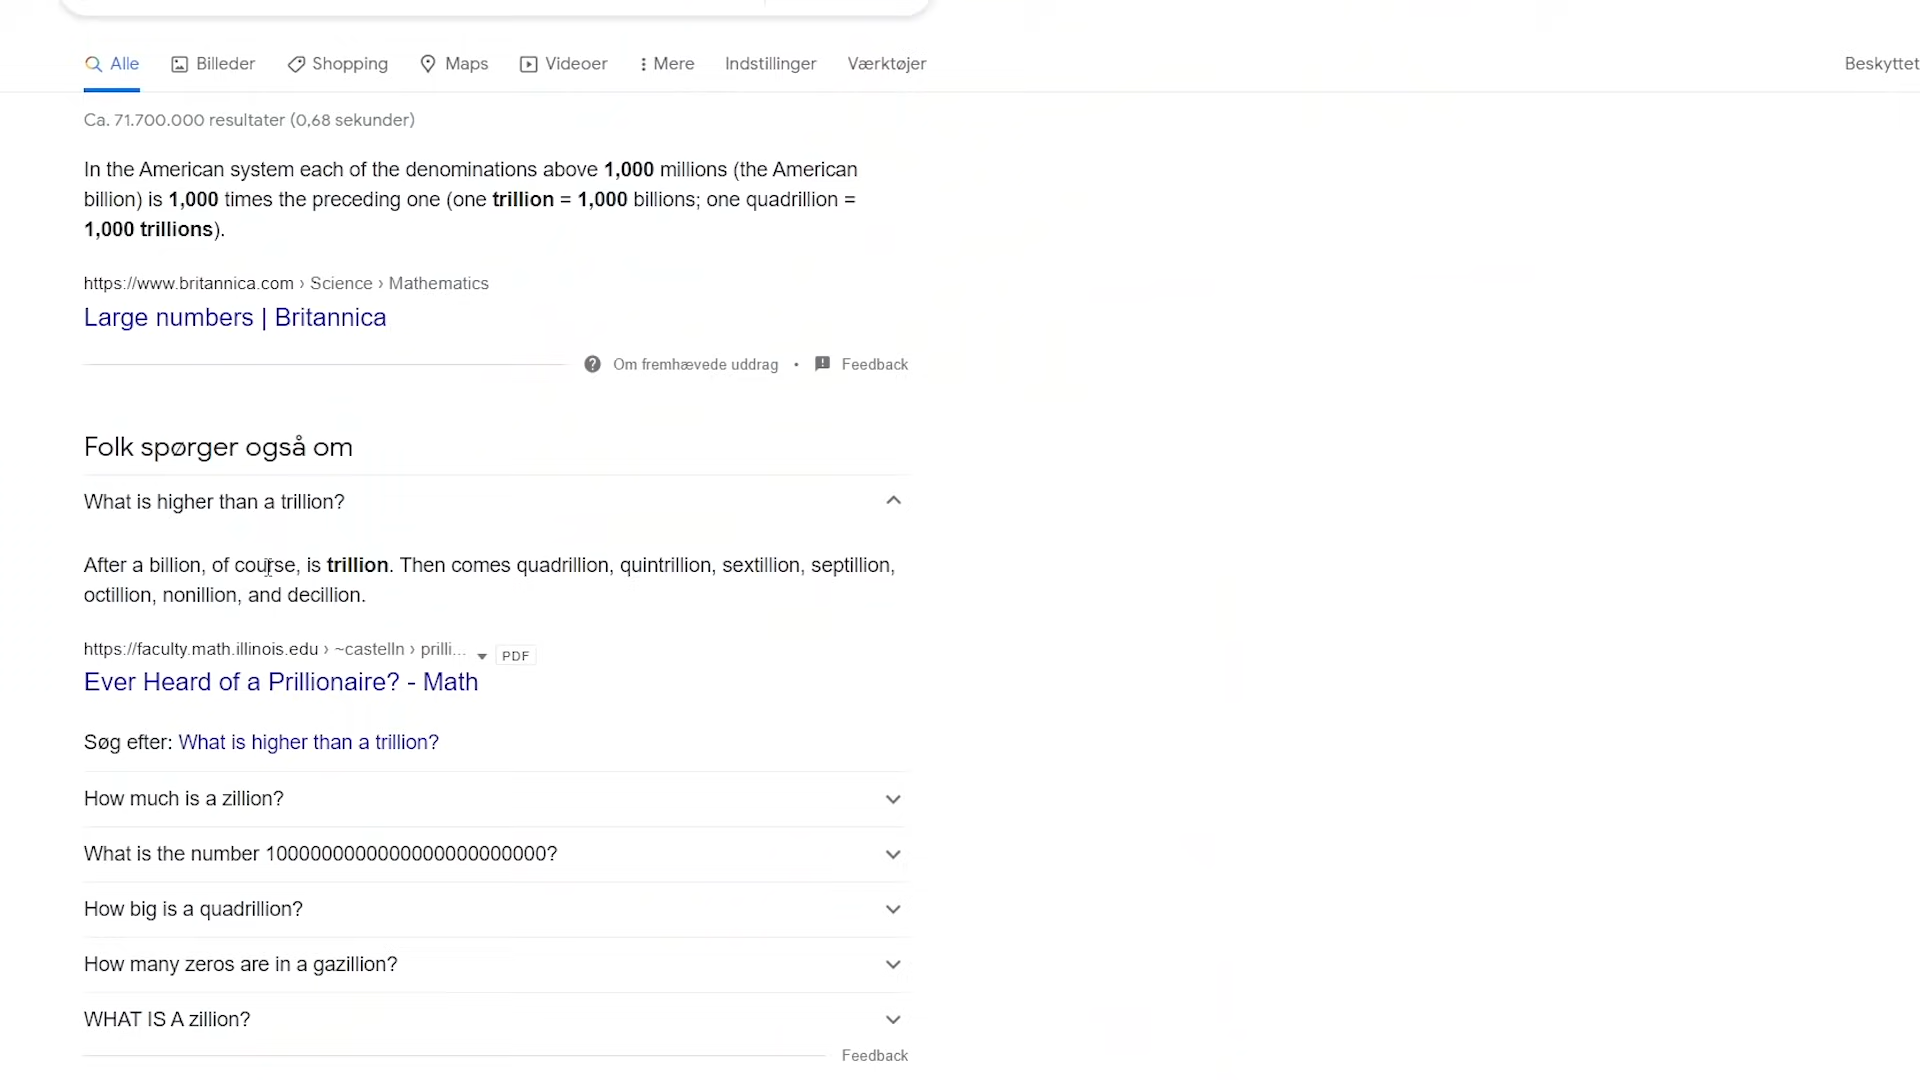 Alle Billeder Shopping Maps Videoer Mere Indstillinger Værktøjer Beskyttet
Ca. 71.700.000 resultater (0,68 sekunder)
In the American system each of the denominations above 1,000 millions (the American
billion) is 1,000 times the preceding one (one trillion = 1,000 billions; one quadrillion =
1,000 trillions).
https://www.britannica.com › Science › Mathematics
Large numbers | Britannica
Om fremhævede uddrag • Feedback
Folk spørger også om
What is higher than a trillion?
After a billion, of course, is trillion. Then comes quadrillion, quintrillion, sextillion, septillion,
octillion, nonillion, and decillion.
https://faculty.math.illinois.edu › ~castelln › prilli... PDF
Ever Heard of a Prillionaire? - Math
Søg efter: What is higher than a trillion?
How much is a zillion?
What is the number 1000000000000000000000000?
How big is a quadrillion?
How many zeros are in a gazillion?
WHAT IS A zillion?
Feedback